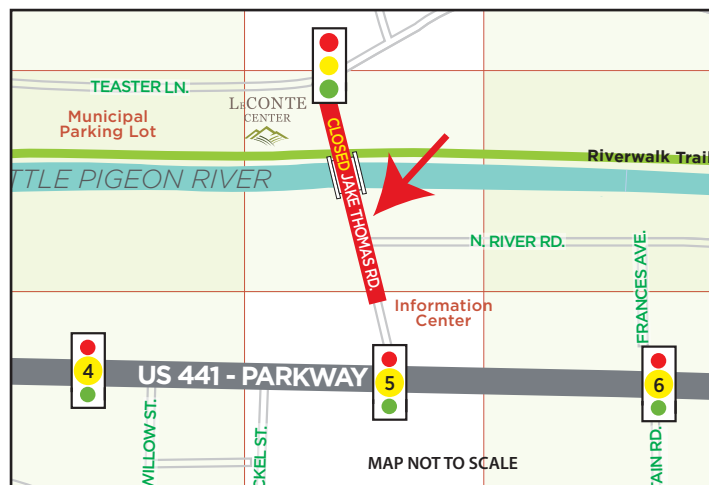 TEASTER LN.
LECONTE
CENTER
Municipal
Parking Lot
CLOSED JAKE THOMAS RD.
Riverwalk Trail
TTLE PIGEON RIVER
N. RIVER RD.
FRANCES AVE.
Information
Center
4
US 441 - PARKWAY
5
6
WILLOW ST.
CKEL ST.
MAP NOT TO SCALE
TAIN RD.